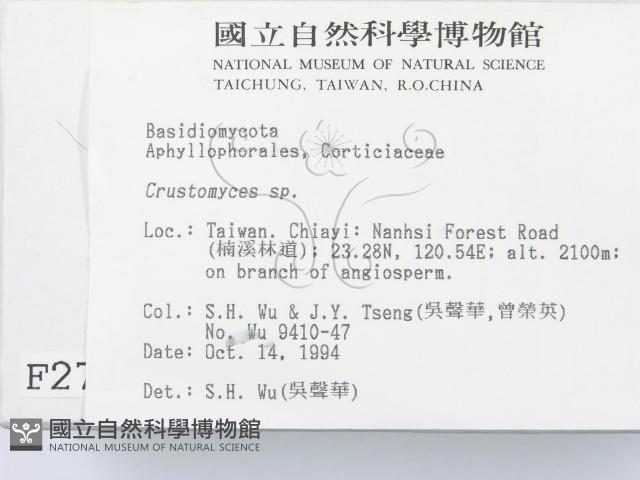 國立自然科學博物館
NATIONAL MUSEUM OF NATURAL SCIENCE
TAICHUNG, TAIWAN, R.O.CHINA
Basidiomycota
Aphyllophorales, Corticiaceae
Crustomyces sp.
Loc.: Taiwan. Chiayi: Nanhsi Forest Road
(楠溪林道); 23.28N, 120.54E; alt. 2100m;
on branch of angiosperm.
Col.: S.H. Wu & J.Y. Tseng(吳聲華,曾榮英)
No. Wu 9410-47
Date: Oct. 14, 1994
Det.: S.H. Wu(吳聲華)
F27
國立自然科學博物館
NATIONAL MUSEUM OF NATURAL SCIENCE